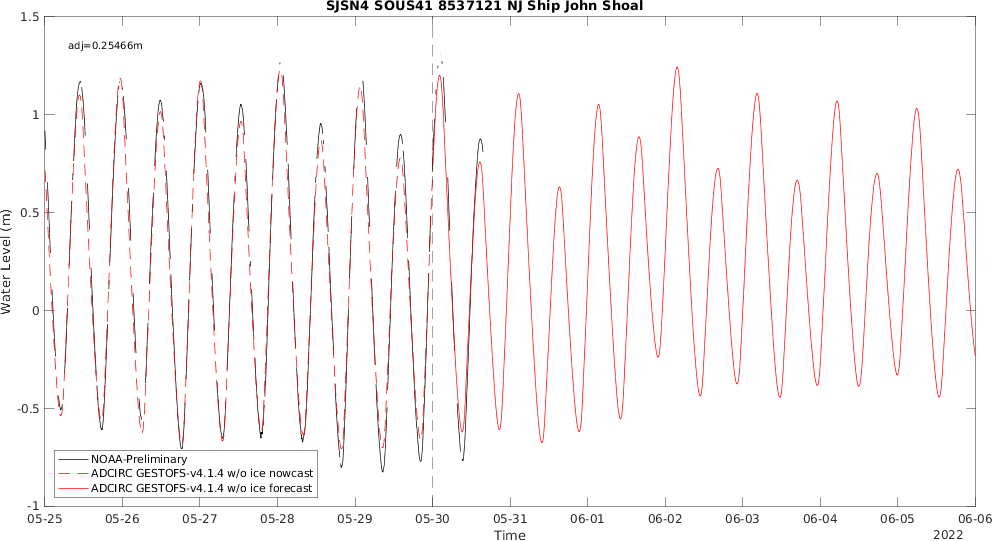 SJSN4 SOUS41 8537121 NJ Ship John Shoal
1.5
adj=0.25466m
1
0.5
0
-0.5
-1
Water Level (m)
NOAA-Preliminary
ADCIRC GESTOFS-v4.1.4 w/o ice nowcast
ADCIRC GESTOFS-v4.1.4 w/o ice forecast
05-25 05-26 05-27 05-28 05-29 05-30 05-31 06-01 06-02 06-03 06-04 06-05 06-06
Time
2022